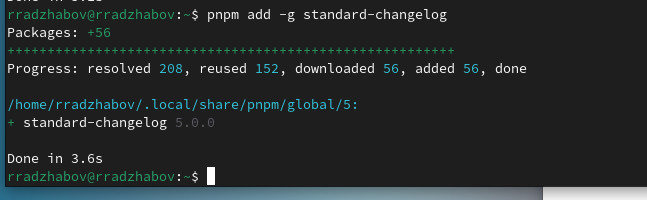 rradzhabov@rradzhabov:~$ pnpm add -g standard-changelog
Packages: +56
++++++++++++++++++++++++++++++++++++++++++++++++++++++++
Progress: resolved 208, reused 152, downloaded 56, added 56, done
/home/rradzhabov/.local/share/pnpm/global/5:
+ standard-changelog 5.0.0
Done in 3.6s
rradzhabov@rradzhabov:~$